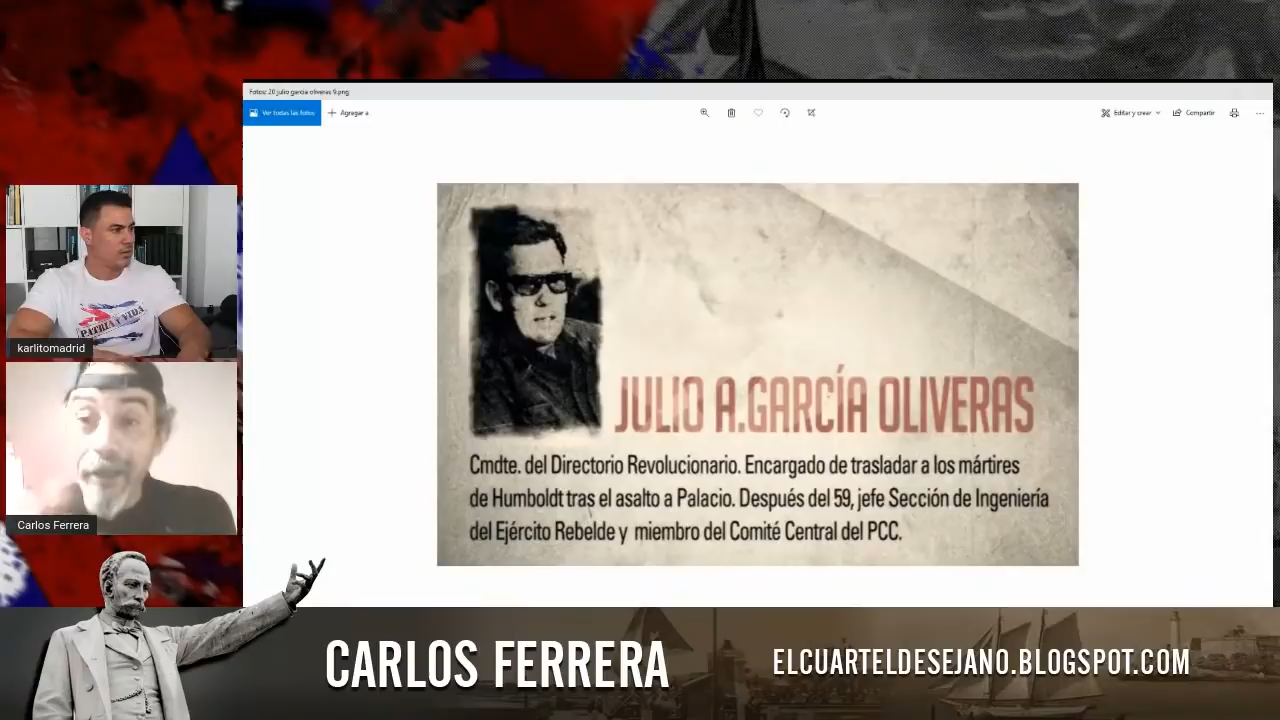 Fotos: 20 julio garcia oliveras 9.png
Ver todas las fotos
Agregar a
Editar y crear
Compartir
PATRIA Y VIDA
karlitomadrid
JULIO A.GARCÍA OLIVERAS
Cmdte. del Directorio Revolucionario. Encargado de trasladar a los mártires
de Humboldt tras el asalto a Palacio. Después del 59, jefe Sección de Ingeniería
del Ejército Rebelde y miembro del Comité Central del PCC.
Carlos Ferrera
CARLOS FERRERA
ELCUARTELDESEJANO.BLOGSPOT.COM